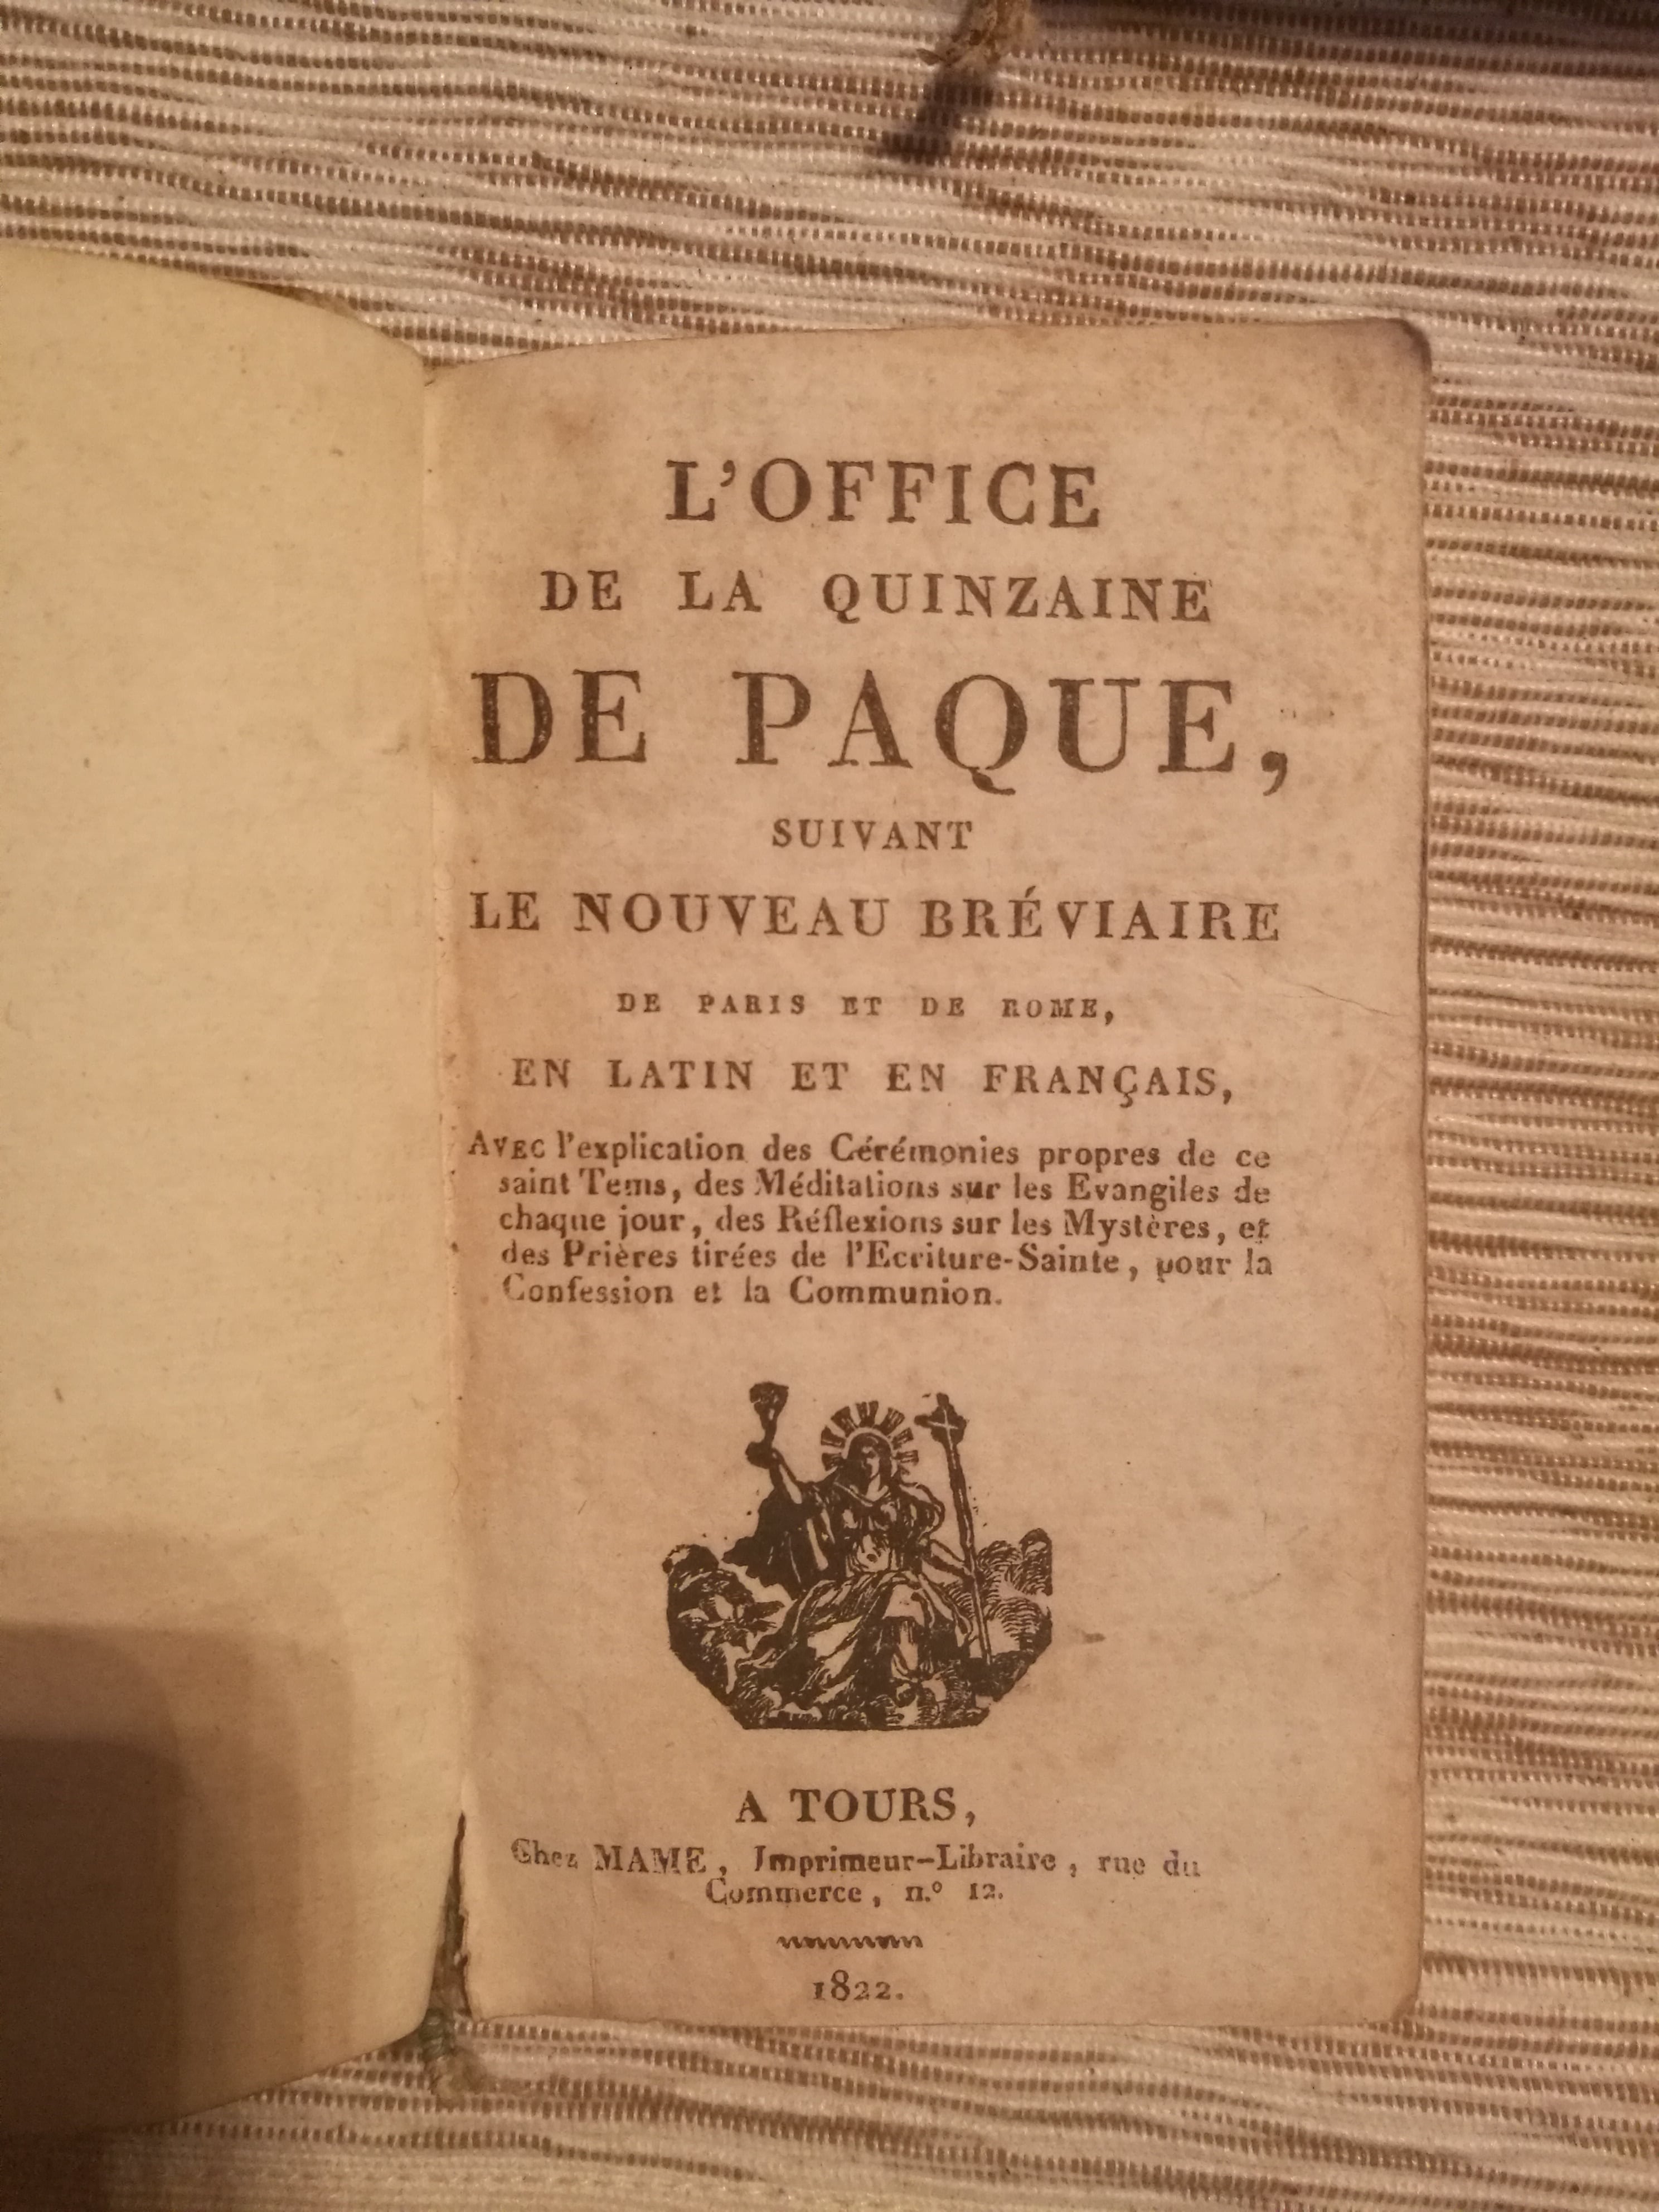 L'OFFICE
DE LA QUINZAINE
DE PAQUE,
SUIVANT
LE NOUVEAU BRÉVIAIRE
DE PARIS ET DE ROME,
EN LATIN ET EN FRANÇAIS,
AVEC l'explication des Cérémonies propres de ce
saint Tems, des Méditations sur les Evangiles de
chaque jour, des Réflexions sur les Mystères, et
des Prières tirées de l'Ecriture-Sainte, pour la
Confession et la Communion.
A TOURS,
Chez MAME, Imprimeur-Libraire, rue du
Commerce, n.º 12.
1822.